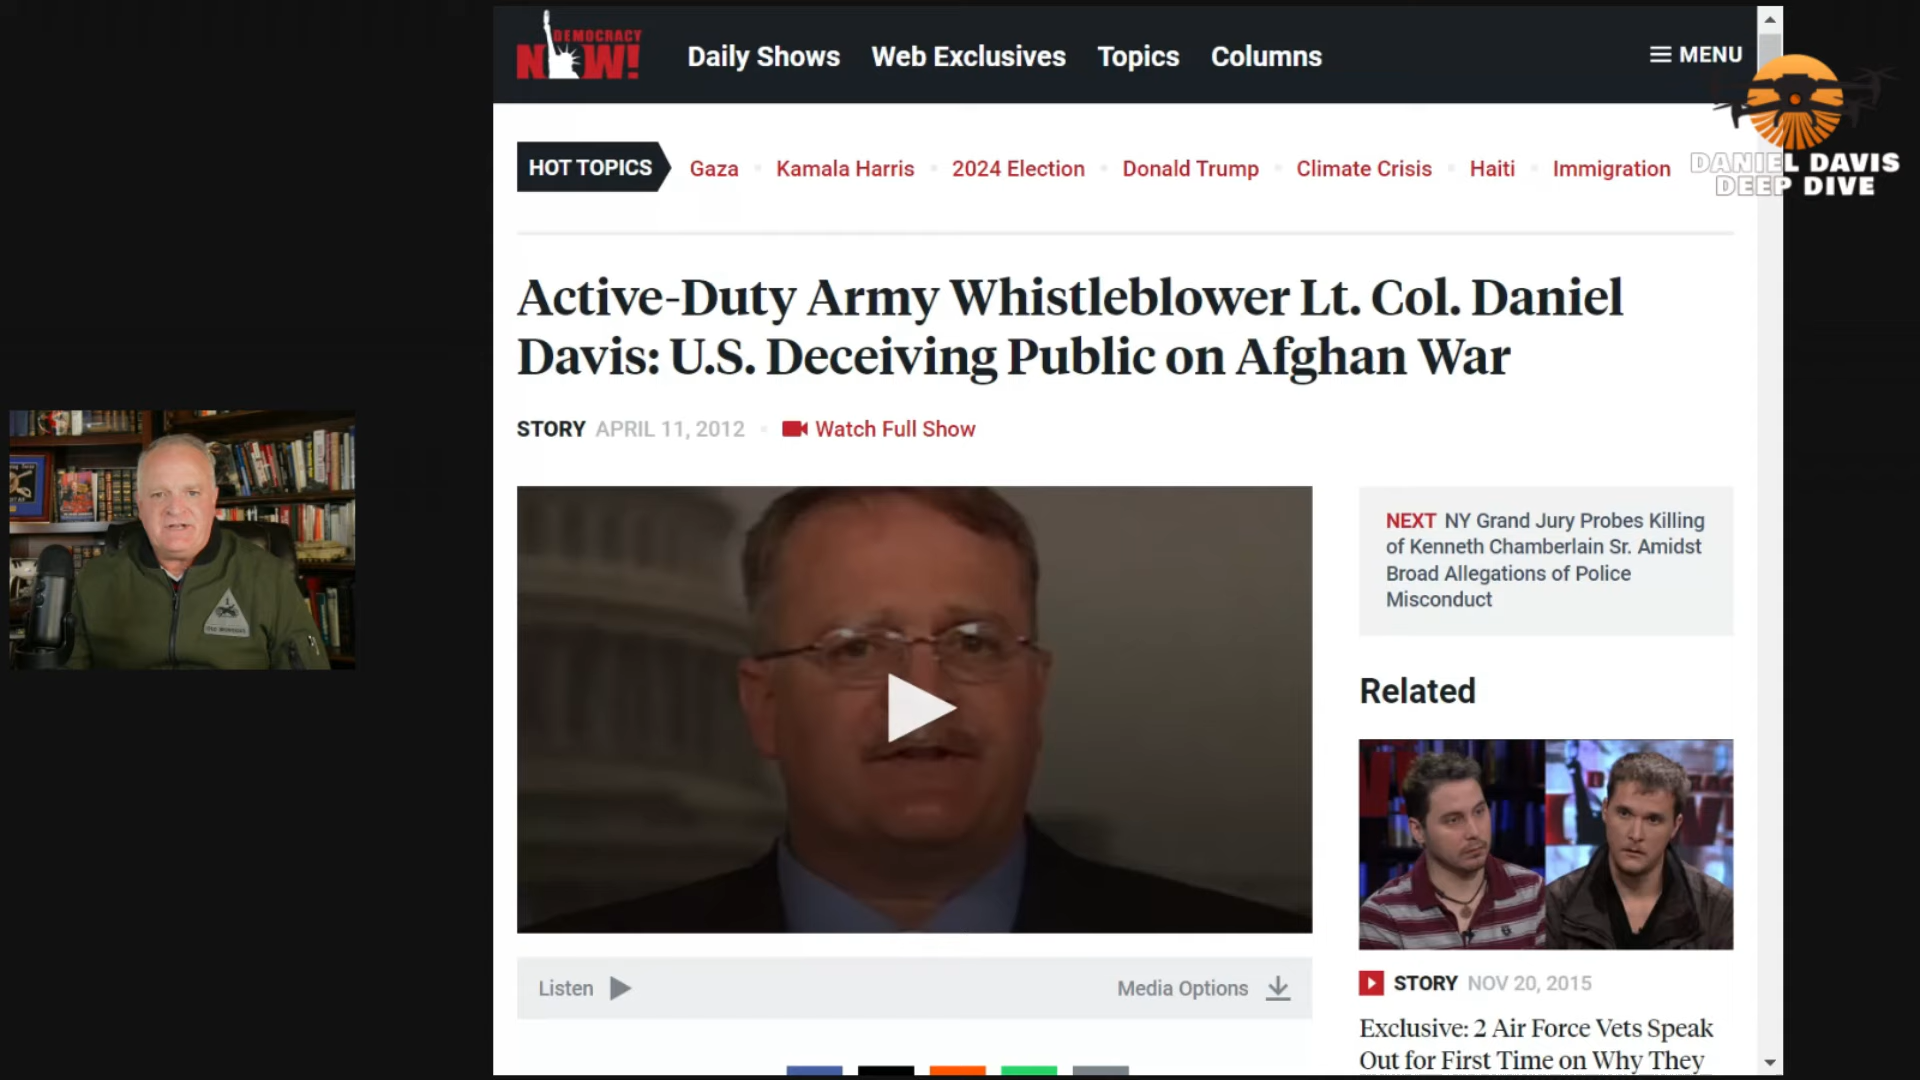 DEMOCRACY
NOW!
Daily Shows
Web Exclusives
Topics
Columns
MENU
DANIEL DAVIS
DEEP DIVE
HOT TOPICS
Gaza
Kamala Harris
2024 Election
Donald Trump
Climate Crisis
Haiti
Immigration
Active-Duty Army Whistleblower Lt. Col. Daniel
Davis: U.S. Deceiving Public on Afghan War
STORY APRIL 11, 2012
Watch Full Show
NEXT NY Grand Jury Probes Killing
of Kenneth Chamberlain Sr. Amidst
Broad Allegations of Police
Misconduct
Related
Listen
Media Options
STORY NOV 20, 2015
Exclusive: 2 Air Force Vets Speak
Out for First Time on Why They